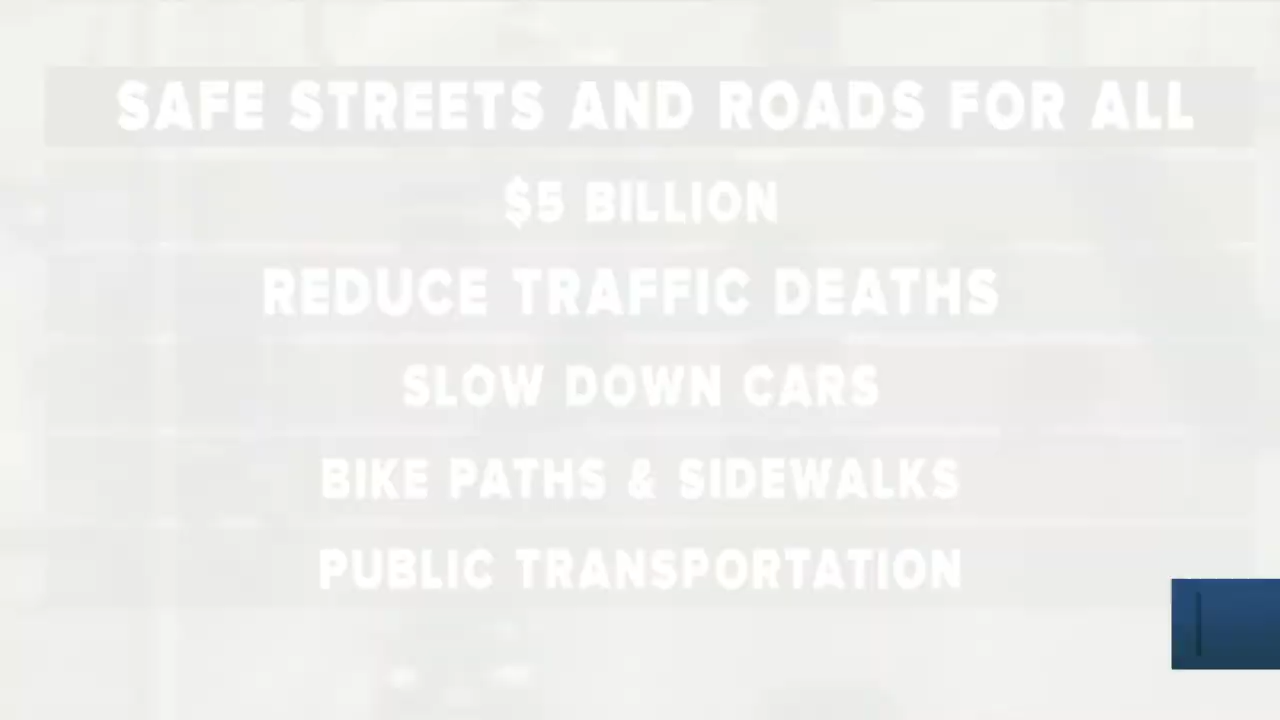 SAFE STREETS AND ROADS FOR ALL
$5 BILLION
REDUCE TRAFFIC DEATHS
SLOW DOWN CARS
BIKE PATHS & SIDEWALKS
PUBLIC TRANSPORTATION